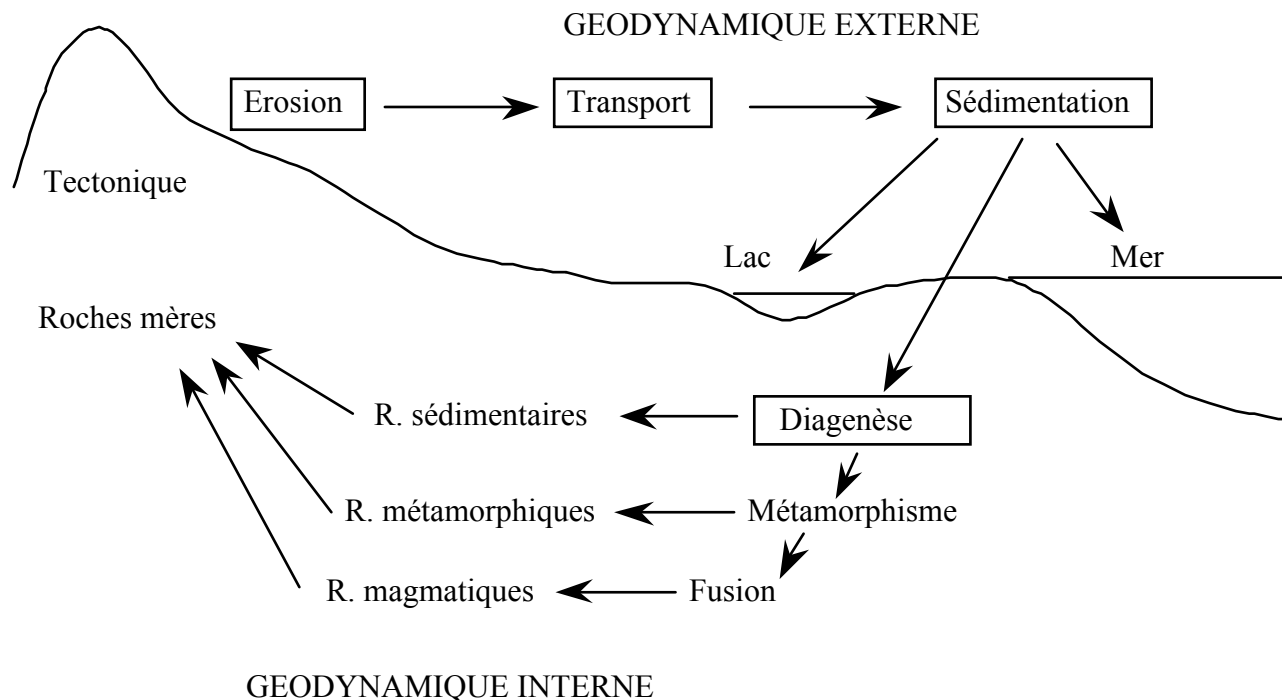 GEODYNAMIQUE EXTERNE
Erosion
Transport
Sédimentation
Tectonique
Lac
Mer
Roches mères
R. sédimentaires
Diagenèse
R. métamorphiques
Métamorphisme
R. magmatiques
Fusion
GEODYNAMIQUE INTERNE